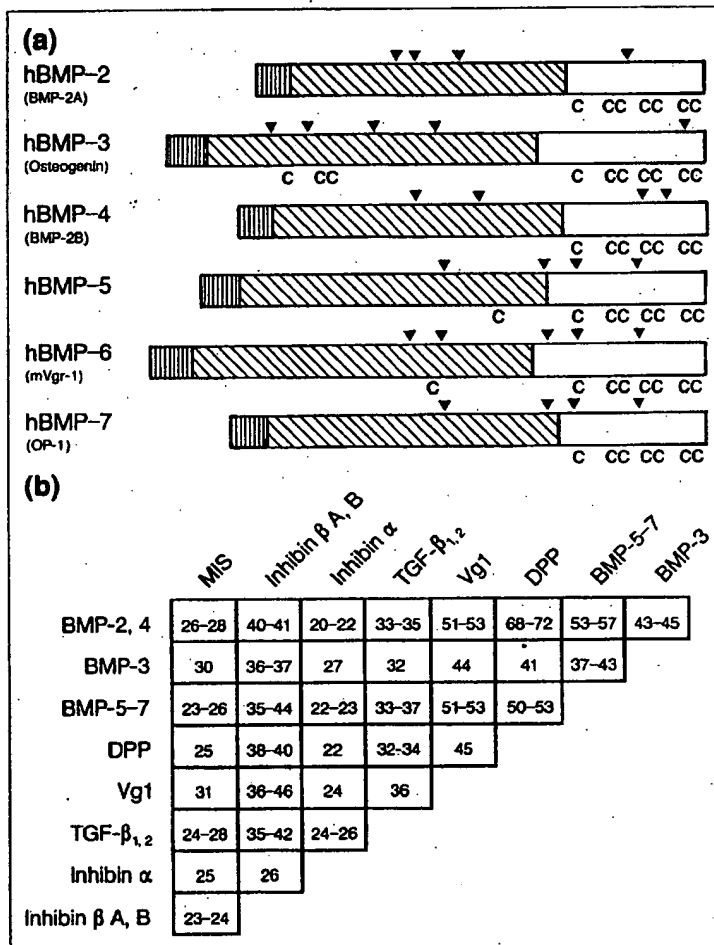 (a)
hBMP-2
(BMP-2A)
C CC CC CC
hBMP-3
(Osteogenin)
C CC C CC CC CC
hBMP-4
(BMP-2B)
C CC CC CC
hBMP-5
C C CC CC CC
hBMP-6
(mVgr-1)
C C CC CC CC
hBMP-7
(OP-1)
C CC CC CC
(b)
MIS Inhibin β A, B Inhibin α TGF-β1,2 Vg1 DPP BMP-5-7 BMP-3
BMP-2, 4 26-28 40-41 20-22 33-35 51-53 68-72 53-57 43-45
BMP-3 30 36-37 27 32 44 41 37-43
BMP-5-7 23-26 35-44 22-23 33-37 51-53 50-53
DPP 25 38-40 22 32-34 45
Vg1 31 36-46 24 36
TGF-β1,2 24-28 35-42 24-26
Inhibin α 25 26
Inhibin β A, B 23-24